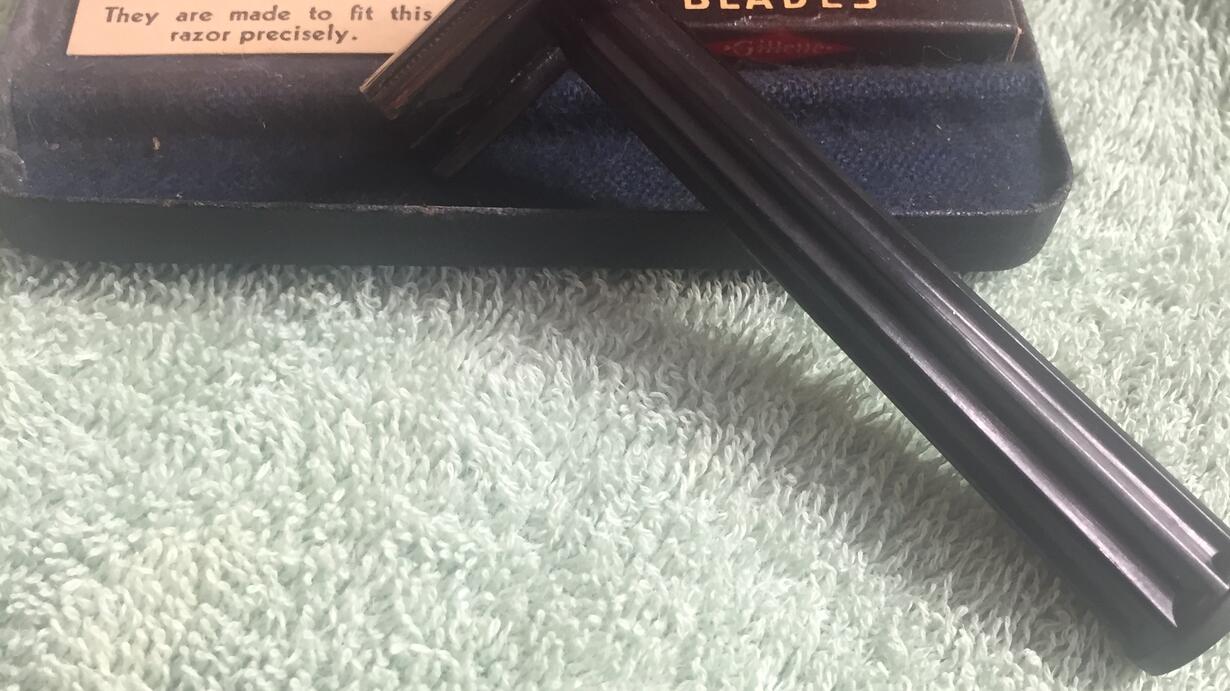 They are made to fit this
razor precisely.
BLADES
Gillette